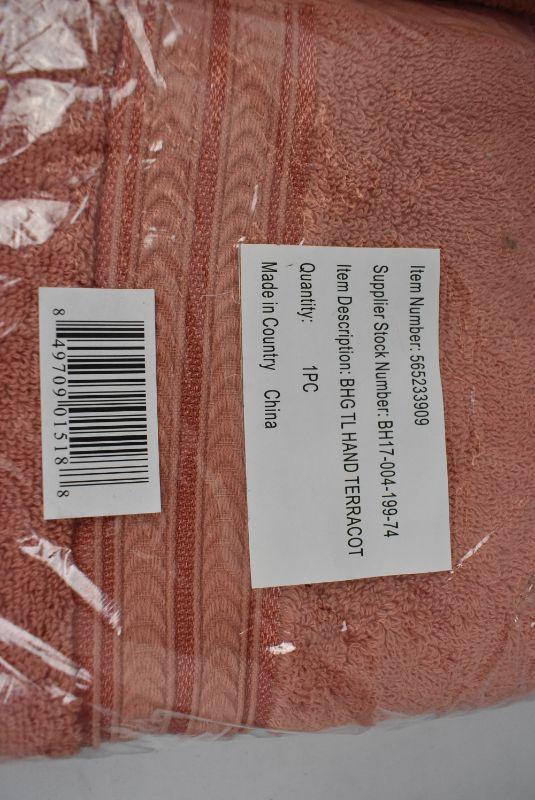 Item Number: 565233909
Supplier Stock Number: BH17-004-199-74
Item Description: BHG TL HAND TERRACOT
Quantity: 1PC
Made in Country China
8 49709 01518 8